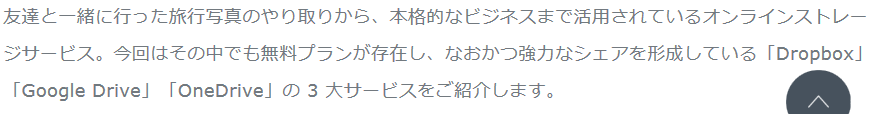 友達と一緒に行った旅行写真のやり取りから、本格的なビジネスまで活用されているオンラインストレー
ジサービス。今回はその中でも無料プランが存在し、なおかつ強力なシェアを形成している「Dropbox」
「Google Drive」「OneDrive」の 3 大サービスをご紹介します。